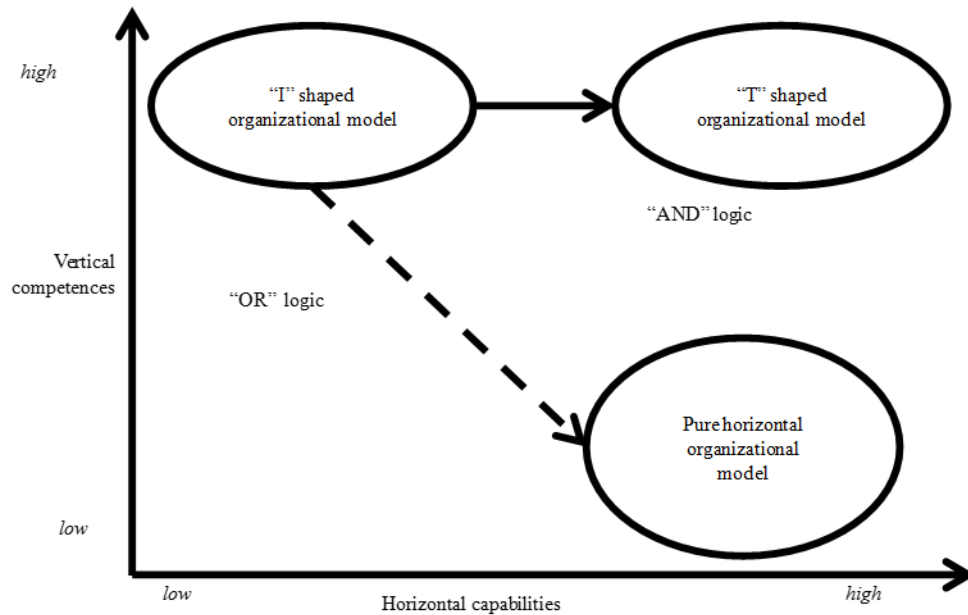 high
“I” shaped
organizational model
“T” shaped
organizational model
“AND” logic
Vertical
competences
“OR” logic
Pure horizontal
organizational
model
low
low
Horizontal capabilities
high